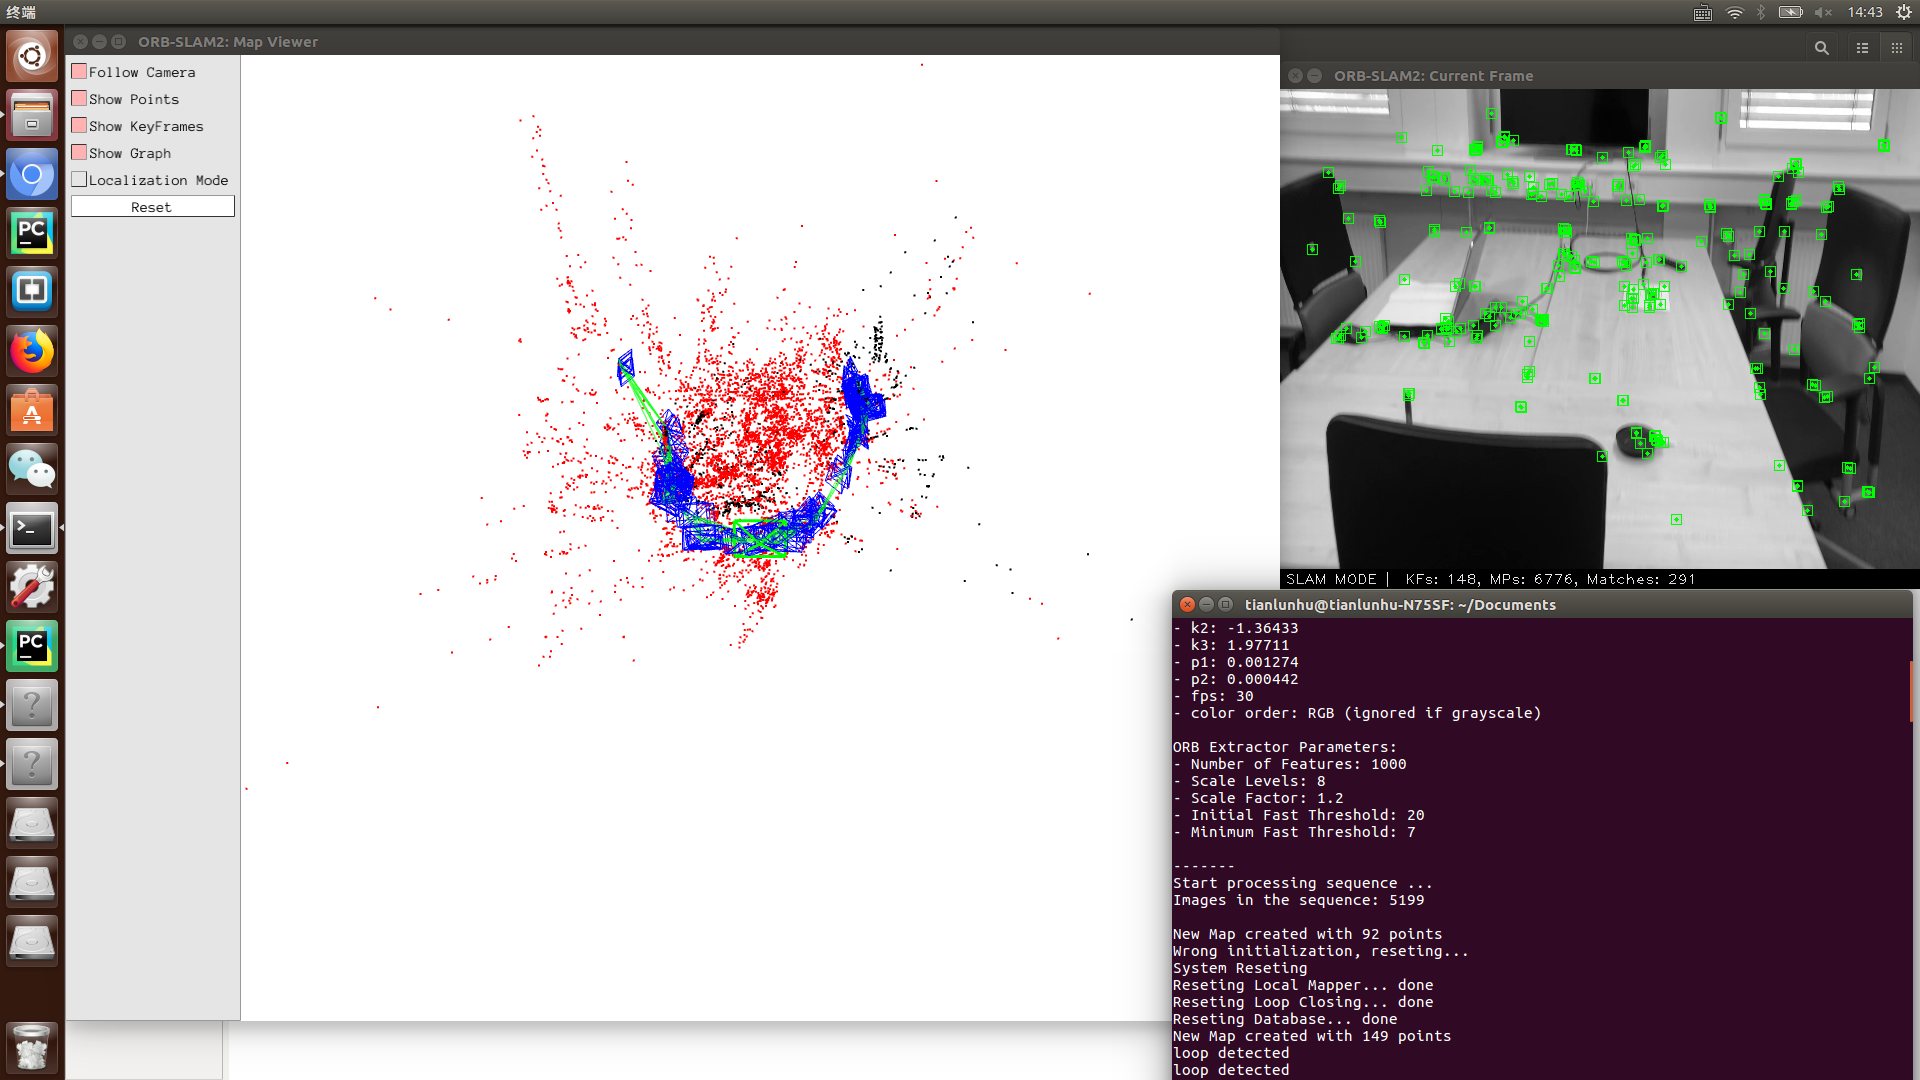 终端
14:43
ORB-SLAM2: Map Viewer
Follow Camera
Show Points
Show KeyFrames
Show Graph
Localization Mode
Reset
ORB-SLAM2: Current Frame
SLAM MODE |  KFs: 148, MPs: 6776, Matches: 291
tianlunhu@tianlunhu-N75SF: ~/Documents
- k2: -1.36433
- k3: 1.97711
- p1: 0.001274
- p2: 0.000442
- fps: 30
- color order: RGB (ignored if grayscale)
ORB Extractor Parameters:
- Number of Features: 1000
- Scale Levels: 8
- Scale Factor: 1.2
- Initial Fast Threshold: 20
- Minimum Fast Threshold: 7
-------
Start processing sequence ...
Images in the sequence: 5199
New Map created with 92 points
Wrong initialization, reseting...
System Reseting
Reseting Local Mapper... done
Reseting Loop Closing... done
Reseting Database... done
New Map created with 149 points
loop detected
loop detected
PC
PC